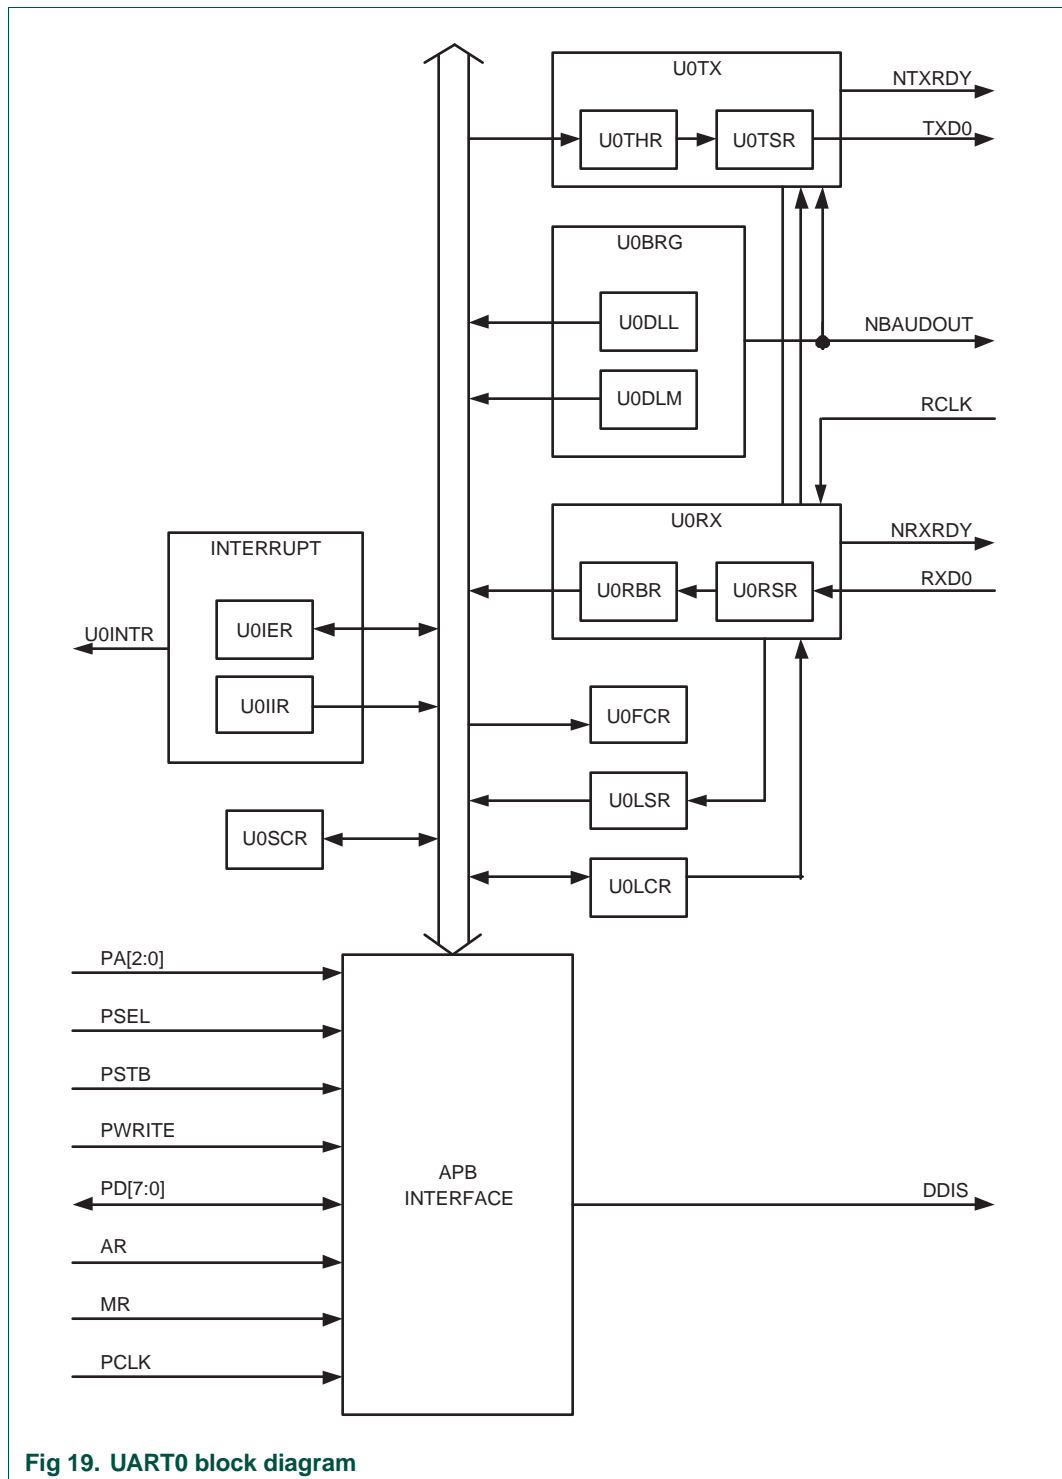 U0TX
NTXRDY
U0THR
U0TSR
TXD0
U0BRG
U0DLL
NBAUDOUT
U0DLM
RCLK
U0RX
NRXRDY
INTERRUPT
U0RBR
U0RSR
RXD0
U0IER
U0INTR
U0IIR
U0FCR
U0LSR
U0SCR
U0LCR
PA[2:0]
PSEL
PSTB
PWRITE
APB
INTERFACE
PD[7:0]
DDIS
AR
MR
PCLK
Fig 19. UART0 block diagram